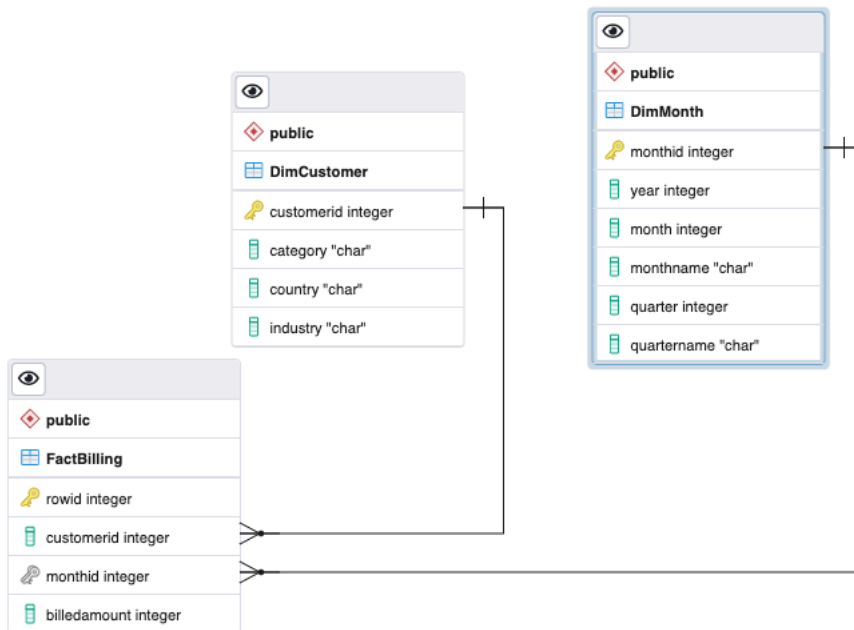 public
DimCustomer
customerid integer
category "char"
country "char"
industry "char"
public
DimMonth
monthid integer
year integer
month integer
monthname "char"
quarter integer
quartername "char"
public
FactBilling
rowid integer
customerid integer
monthid integer
billedamount integer